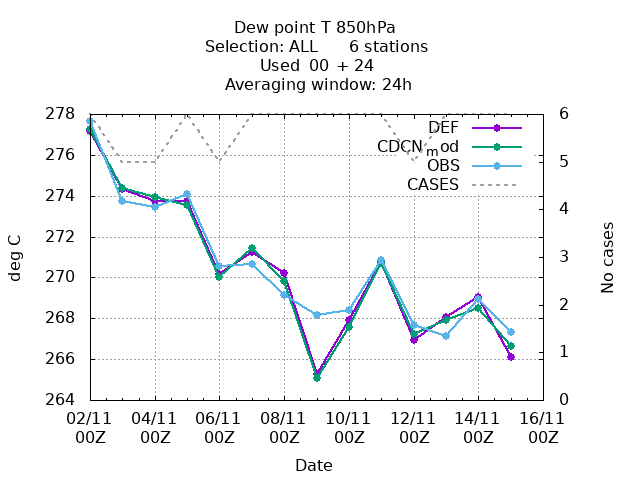 Dew point T 850hPa
Selection: ALL      6 stations
Used  00  + 24
Averaging window: 24h
278
276
274
272
270
268
266
264
deg C
6
5
4
3
2
1
0
No cases
DEF
CDCNmod
OBS
CASES
02/11 04/11 06/11 08/11 10/11 12/11 14/11 16/11
00Z 00Z 00Z 00Z 00Z 00Z 00Z 00Z
Date